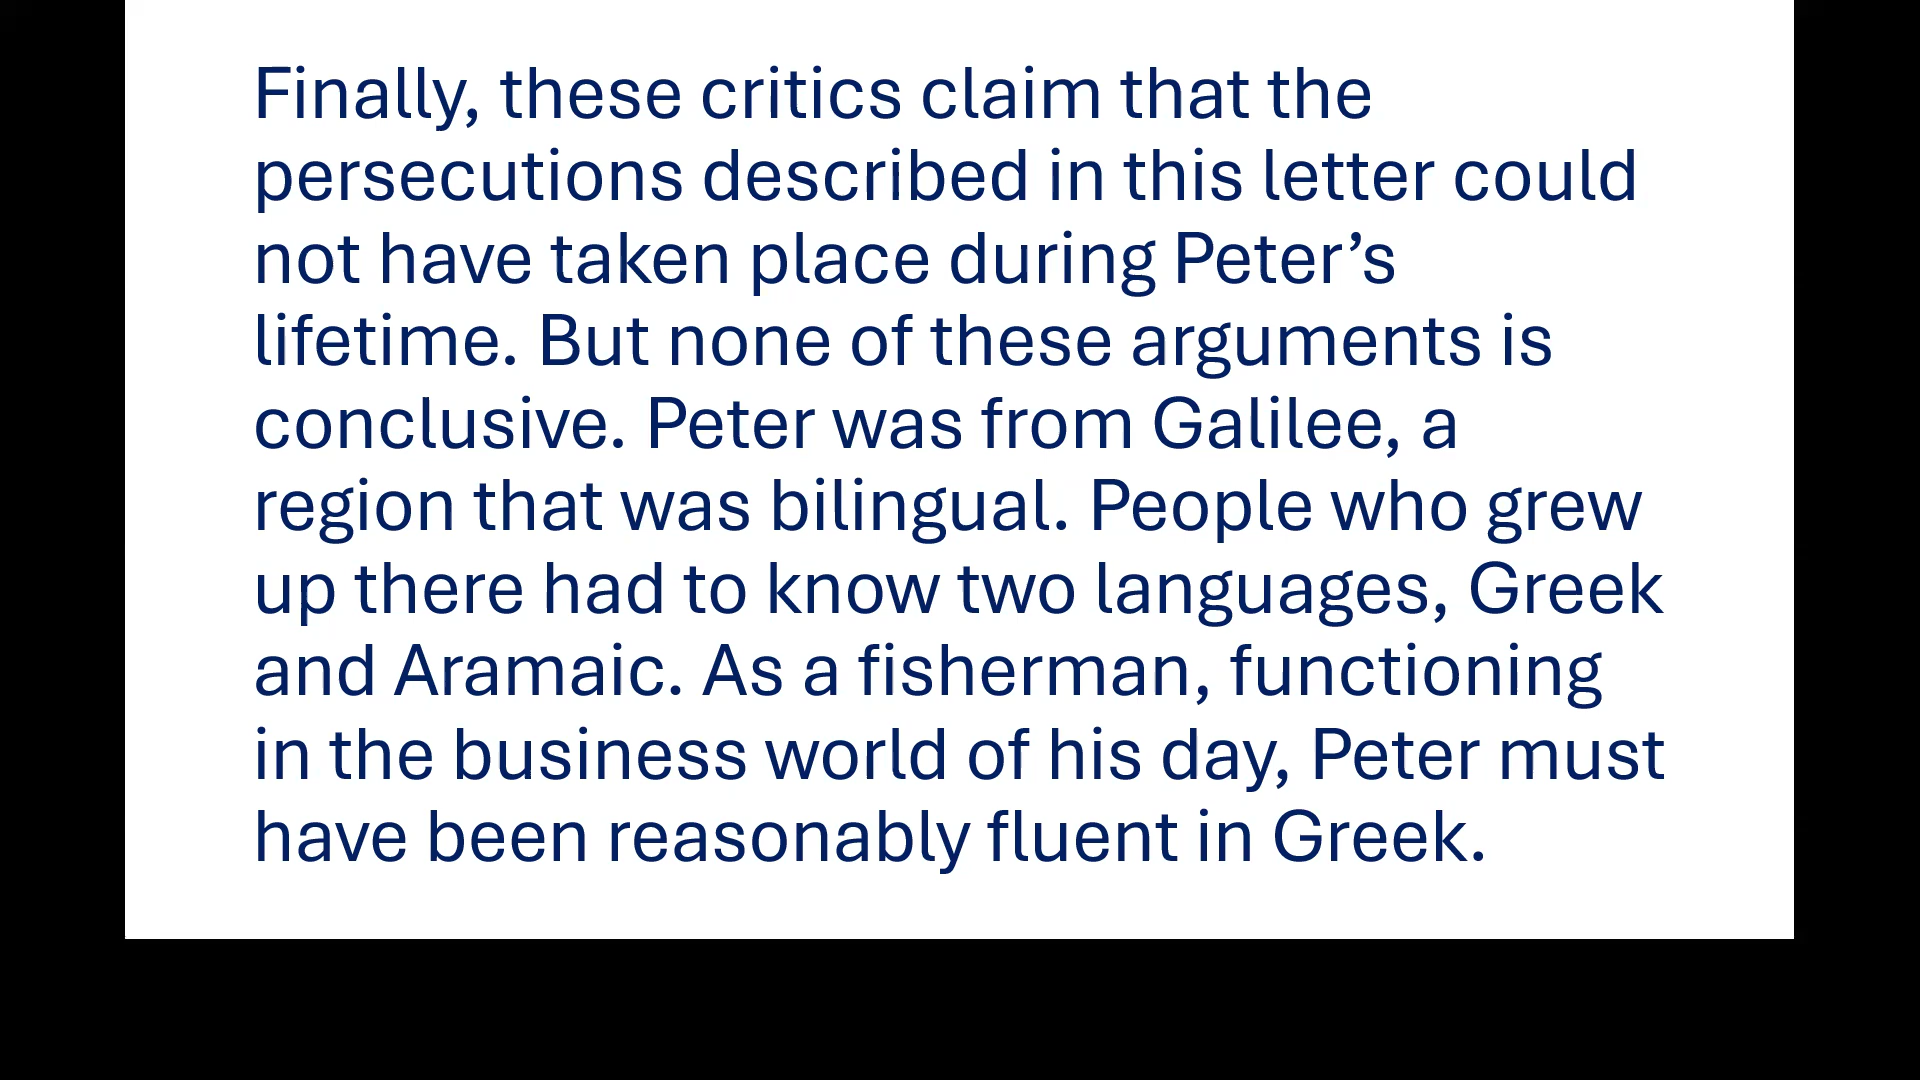 Finally, these critics claim that the
persecutions described in this letter could
not have taken place during Peter’s
lifetime. But none of these arguments is
conclusive. Peter was from Galilee, a
region that was bilingual. People who grew
up there had to know two languages, Greek
and Aramaic. As a fisherman, functioning
in the business world of his day, Peter must
have been reasonably fluent in Greek.